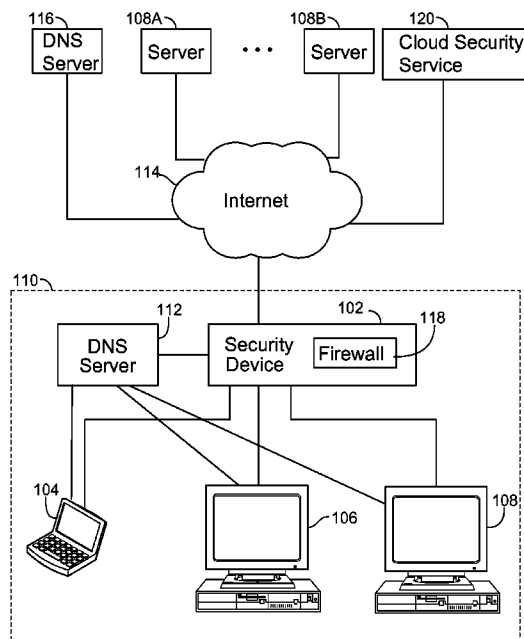 116
DNS
Server
108A
Server
• • •
108B
Server
120
Cloud Security
Service
114
Internet
110
112
DNS
Server
102
Security
Device
118
Firewall
104
106
108